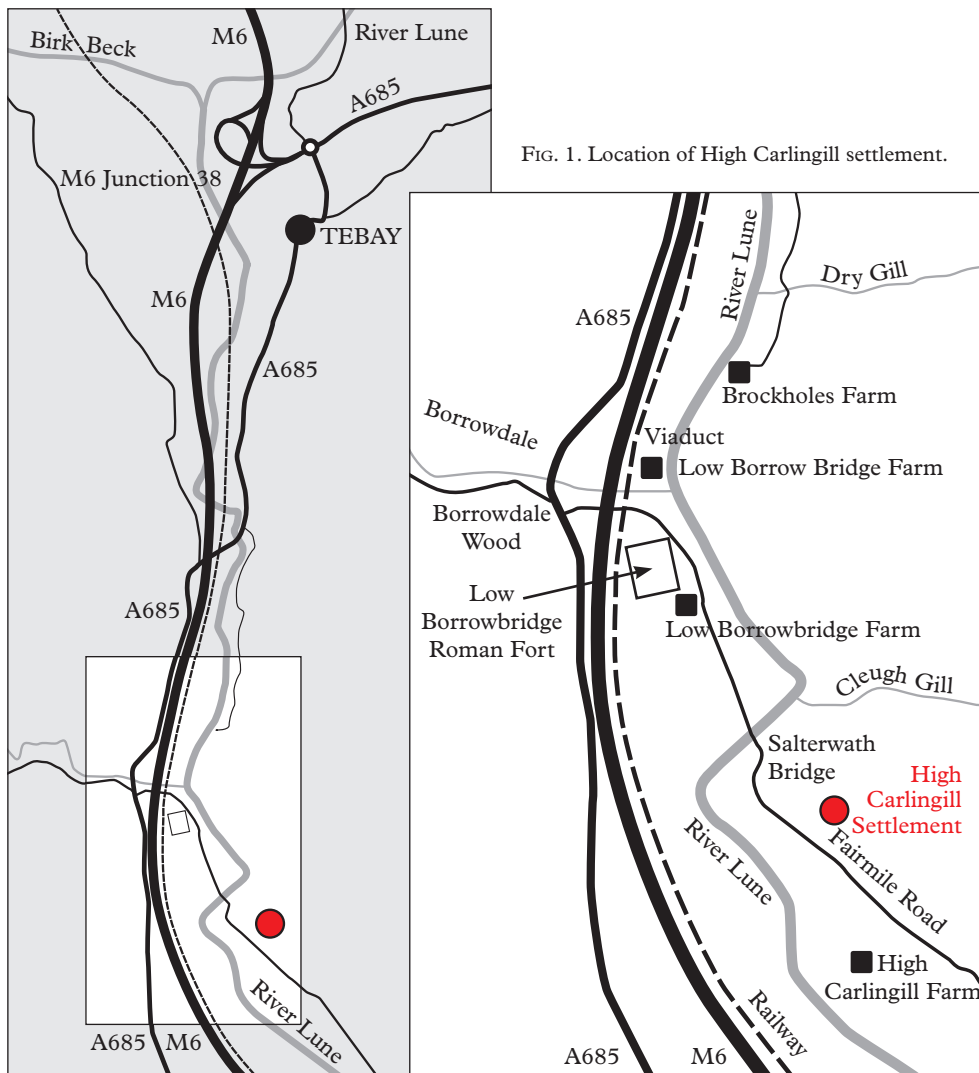 M6
River Lune
Birk Beck
A685
M6 Junction 38
TEBAY
M6
A685
A685
River Lune
A685
M6
FIG. 1. Location of High Carlingill settlement.
River Lune
Dry Gill
A685
Brockholes Farm
Borrowdale
Viaduct
Low Borrow Bridge Farm
Borrowdale
Wood
Low
Borrowbridge
Roman Fort
Low Borrowbridge Farm
Cleugh Gill
Salterwath
Bridge
High
Carlingill
Settlement
River Lune
Fairmile Road
High
Carlingill Farm
Railway
A685
M6